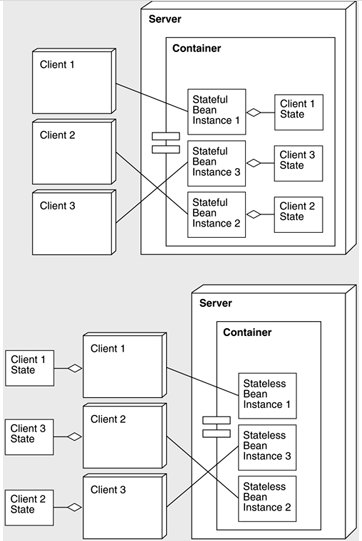 Server
Container
Client 1
Stateful
Bean
Instance 1
Client 1
State
Client 2
Stateful
Bean
Instance 3
Client 3
State
Client 3
Stateful
Bean
Instance 2
Client 2
State
Server
Container
Client 1
State
Client 1
Stateless
Bean
Instance 1
Client 3
State
Client 2
Stateless
Bean
Instance 3
Client 2
State
Client 3
Stateless
Bean
Instance 2